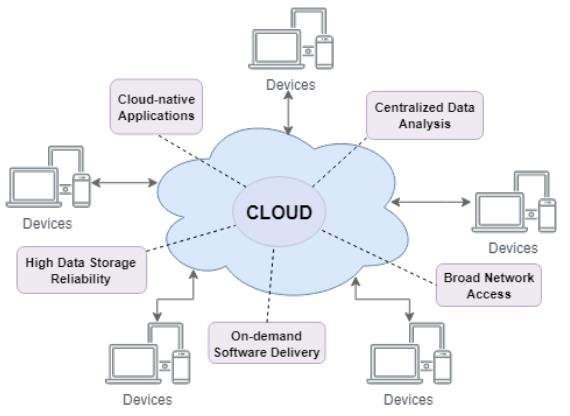 Devices
Cloud-native
Applications
Centralized Data
Analysis
CLOUD
Devices
Devices
High Data Storage
Reliability
Broad Network
Access
On-demand
Software Delivery
Devices
Devices